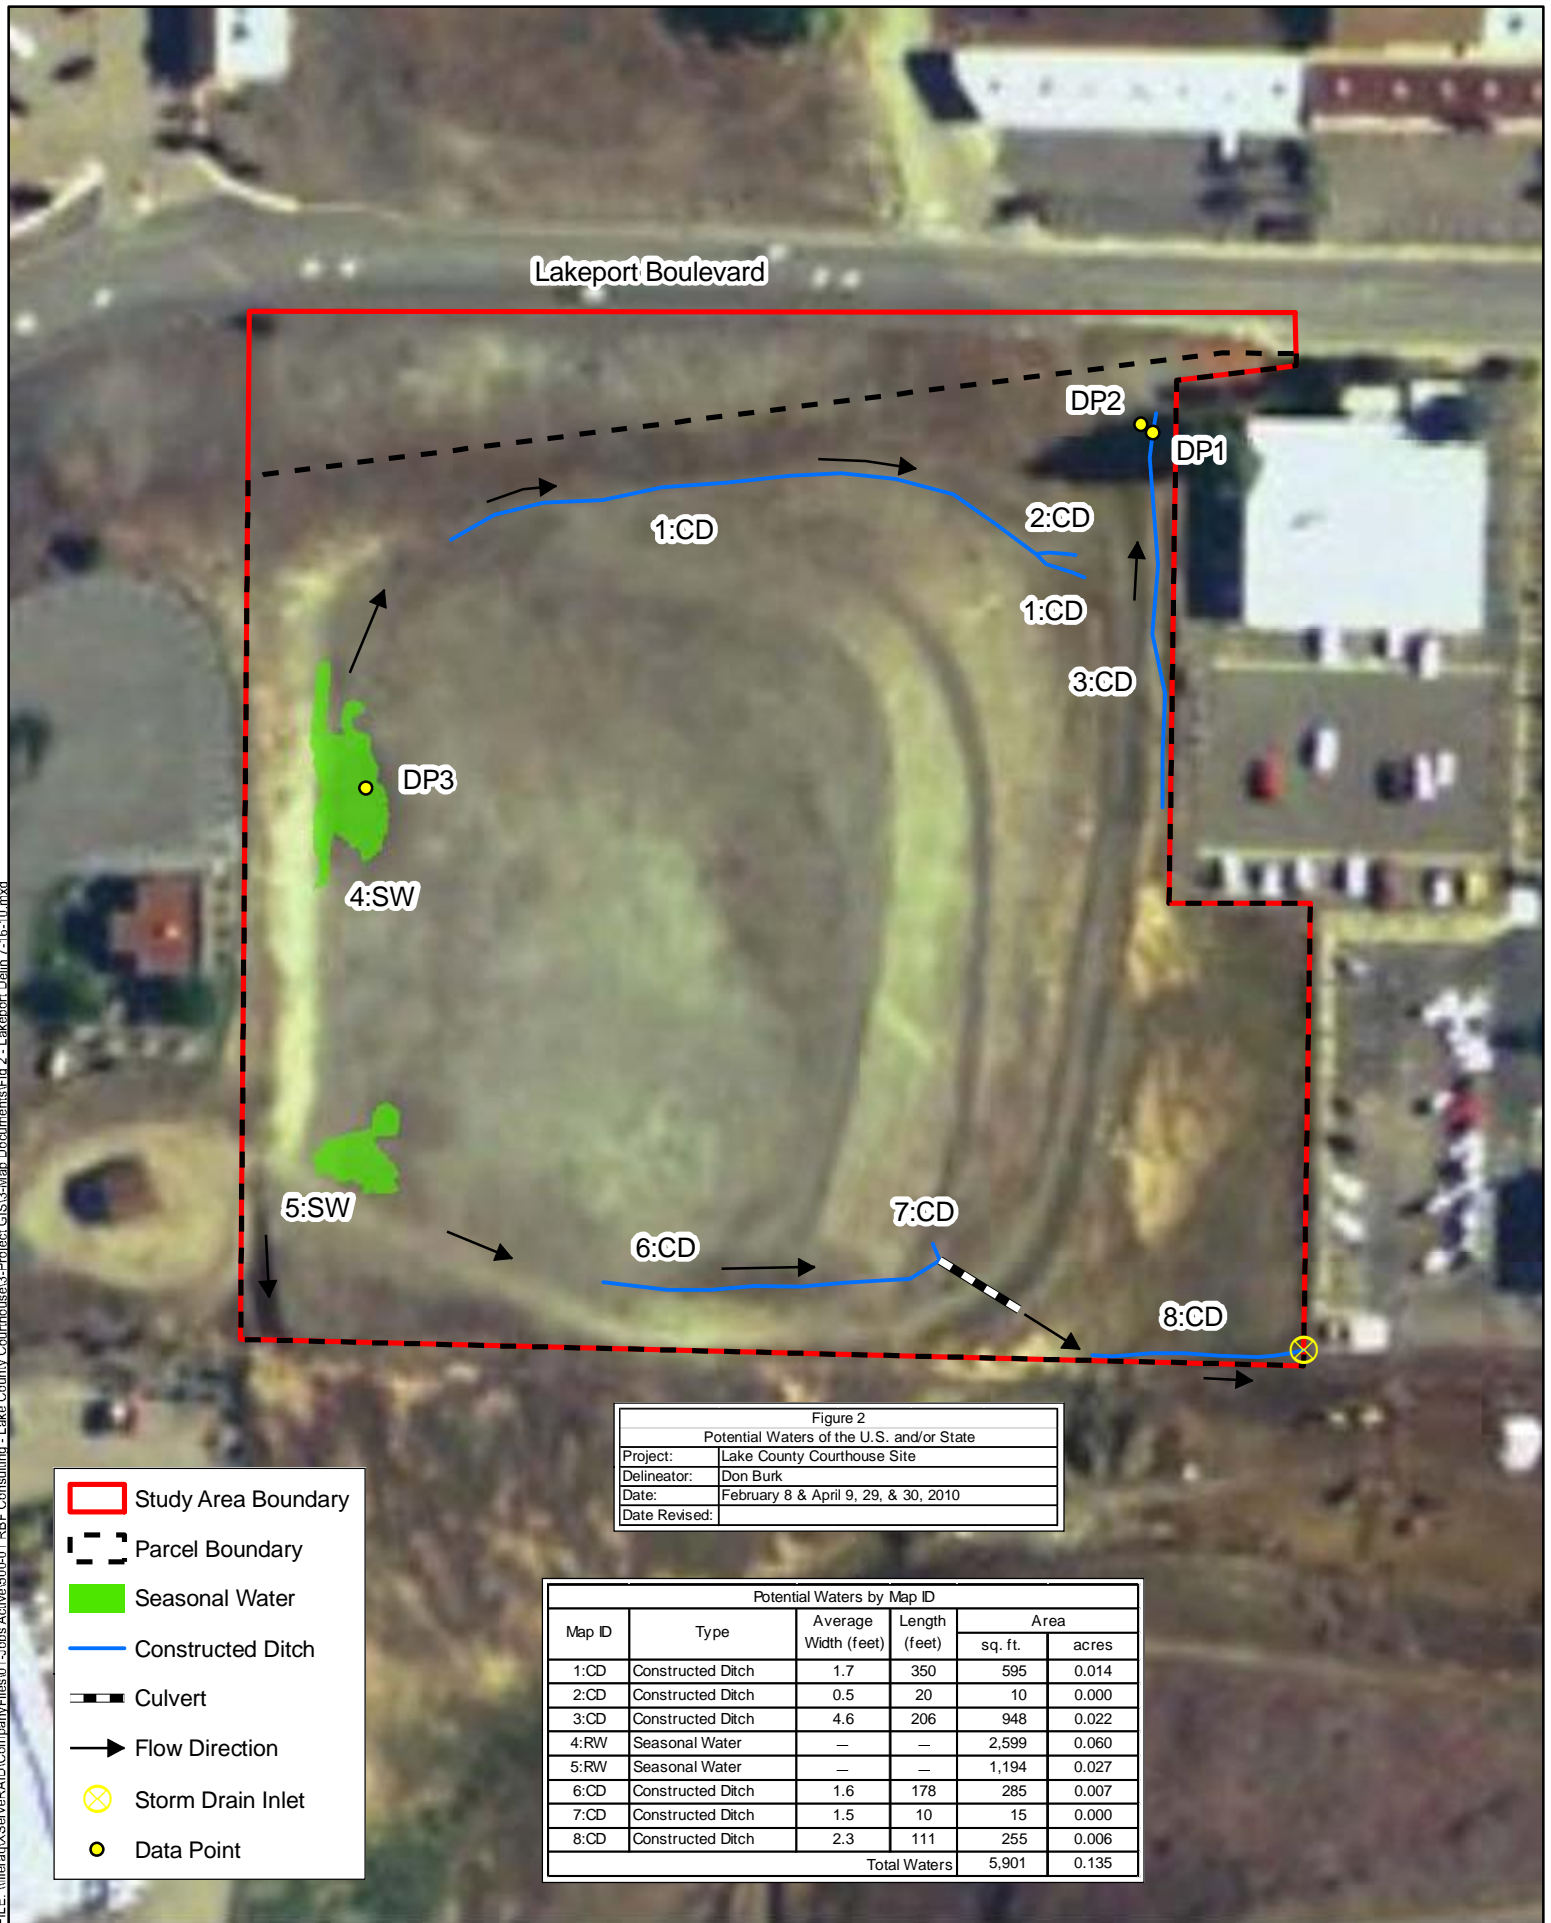 Lakeport Boulevard
DP2
DP1
1:CD
2:CD
1:CD
3:CD
DP3
4:SW
5:SW
6:CD
7:CD
8:CD
Figure 2
Potential Waters of the U.S. and/or State
Project: Lake County Courthouse Site
Delineator: Don Burk
Date: February 8 & April 9, 29, & 30, 2010
Date Revised:
Study Area Boundary
Parcel Boundary
Seasonal Water
Constructed Ditch
Culvert
Flow Direction
Storm Drain Inlet
Data Point
Potential Waters by Map ID
Map ID Type Average Width (feet) Length (feet) Area
sq. ft. acres
1:CD Constructed Ditch 1.7 350 595 0.014
2:CD Constructed Ditch 0.5 20 10 0.000
3:CD Constructed Ditch 4.6 206 948 0.022
4:RW Seasonal Water — — 2,599 0.060
5:RW Seasonal Water — — 1,194 0.027
6:CD Constructed Ditch 1.6 178 285 0.007
7:CD Constructed Ditch 1.5 10 15 0.000
8:CD Constructed Ditch 2.3 111 255 0.006
Total Waters 5,901 0.135